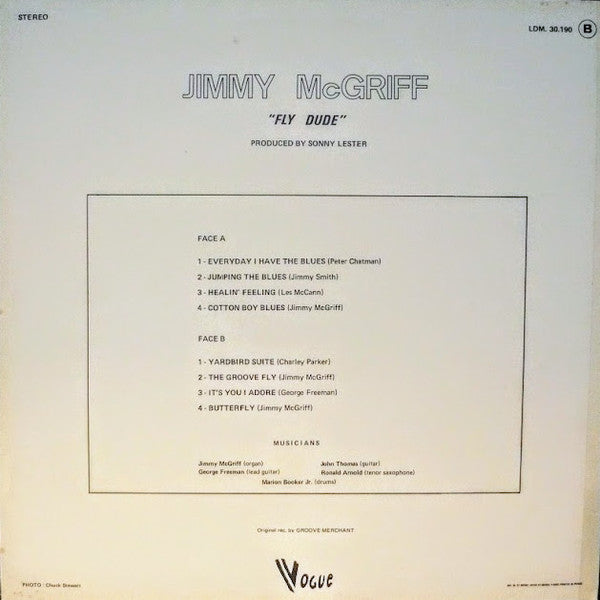 STEREO
LDM. 30.190 B
JIMMY McGRIFF
"FLY DUDE"
PRODUCED BY SONNY LESTER
FACE A
1 - EVERYDAY I HAVE THE BLUES (Peter Chatman)
2 - JUMPING THE BLUES (Jimmy Smith)
3 - HEALIN' FEELING (Les McCann)
4 - COTTON BOY BLUES (Jimmy McGriff)
FACE B
1 - YARDBIRD SUITE (Charley Parker)
2 - THE GROOVE FLY (Jimmy McGriff)
3 - IT'S YOU I ADORE (George Freeman)
4 - BUTTERFLY (Jimmy McGriff)
MUSICIANS
Jimmy McGriff (organ) John Thomas (guitar)
George Freeman (lead guitar) Ronald Arnold (tenor saxophone)
Marion Booker Jr. (drums)
Original rec. by GROOVE MERCHANT
VOGUE
PHOTO : Chuck Stewart